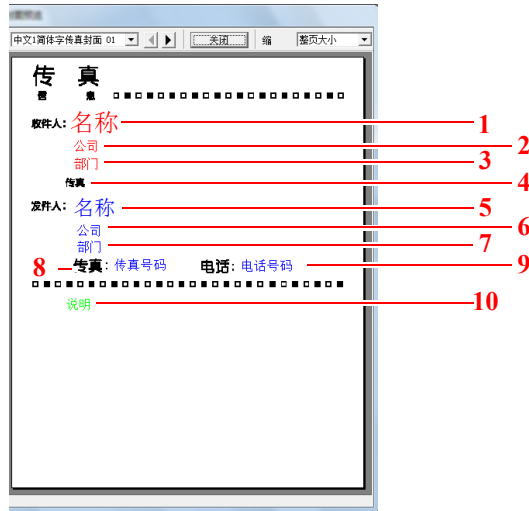 中文1简体字传真封面 01 关闭 缩 整页大小
传 真
信 息
收件人: 名称 1
公司 2
部门 3
传真 4
发件人: 名称 5
公司 6
部门 7
8 传真: 传真号码 电话: 电话号码 9
说明 10